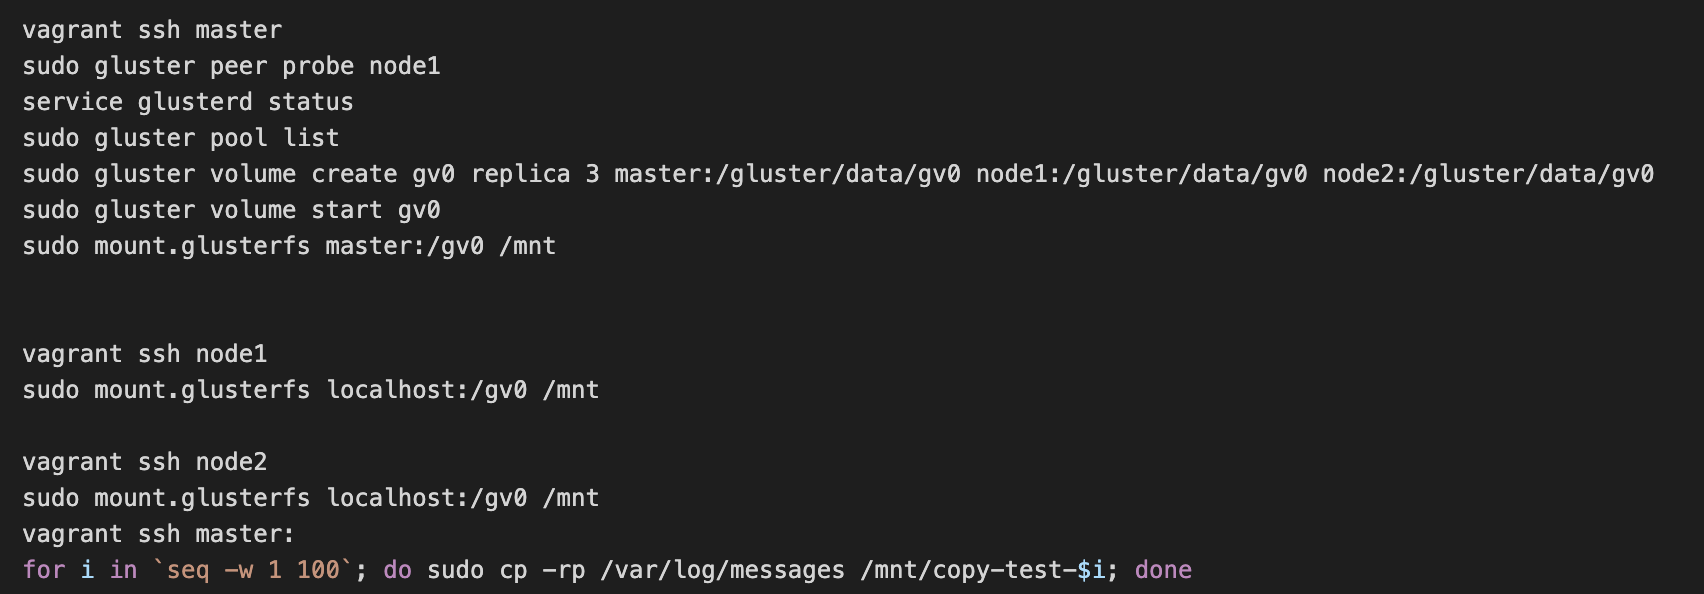 vagrant ssh master
sudo gluster peer probe node1
service glusterd status
sudo gluster pool list
sudo gluster volume create gv0 replica 3 master:/gluster/data/gv0 node1:/gluster/data/gv0 node2:/gluster/data/gv0
sudo gluster volume start gv0
sudo mount.glusterfs master:/gv0 /mnt
vagrant ssh node1
sudo mount.glusterfs localhost:/gv0 /mnt
vagrant ssh node2
sudo mount.glusterfs localhost:/gv0 /mnt
vagrant ssh master:
for i in `seq -w 1 100`; do sudo cp -rp /var/log/messages /mnt/copy-test-$i; done